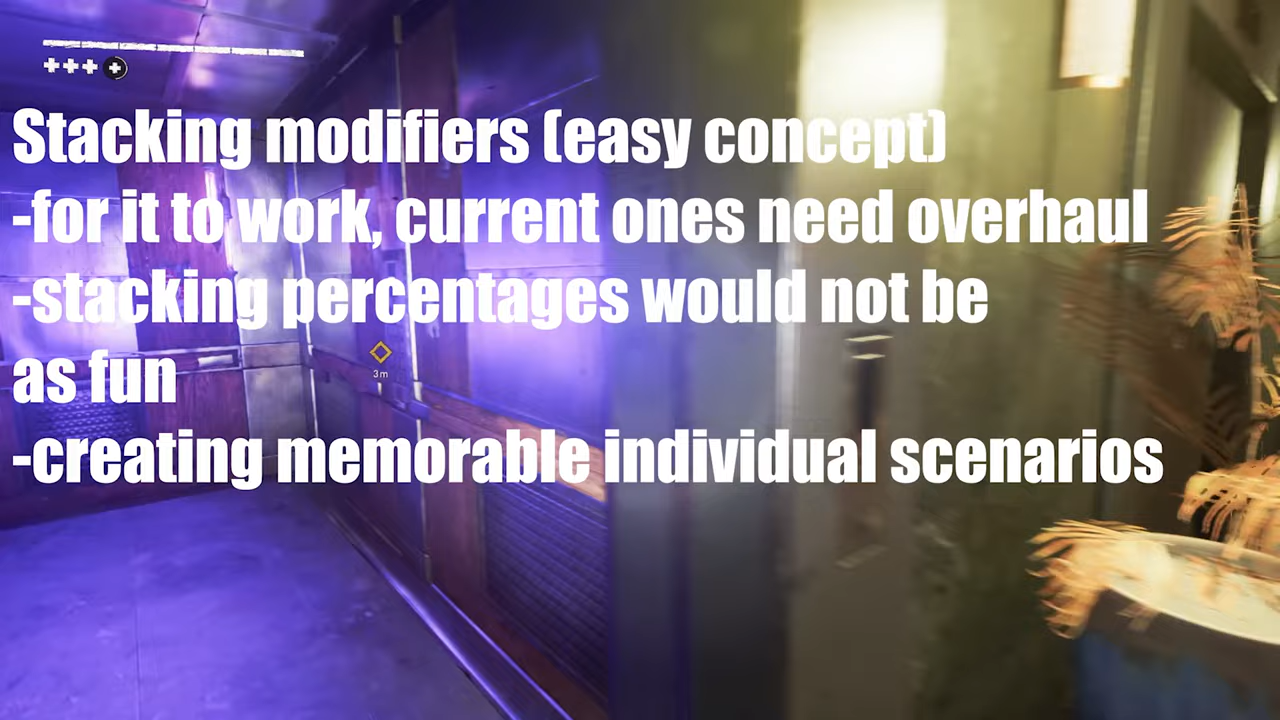 Stacking modifiers (easy concept)
-for it to work, current ones need overhaul
-stacking percentages would not be
as fun
3m
-creating memorable individual scenarios